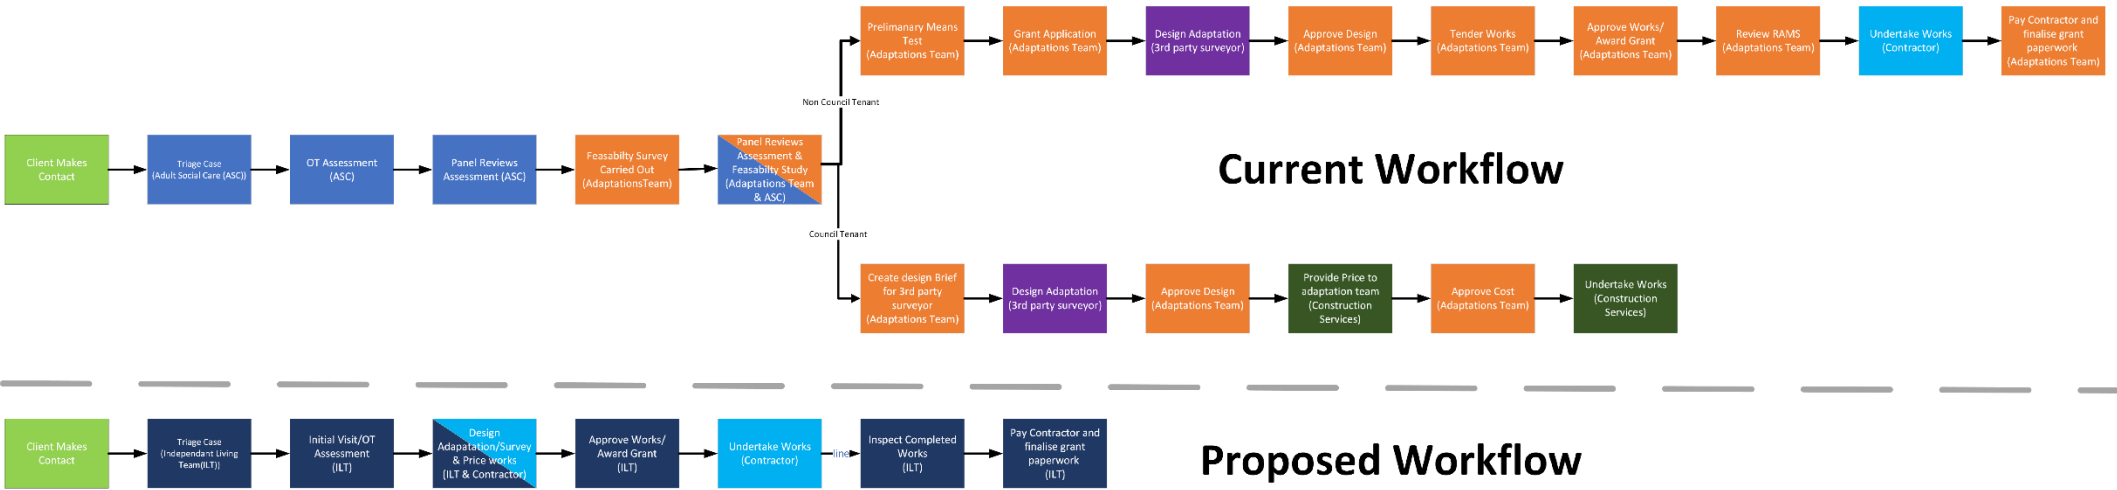 Prelimanary Means
Test
(Adaptations Team)
Grant Application
(Adaptations Team)
Design Adaptation
(3rd party surveyor)
Approve Design
(Adaptations Team)
Tender Works
(Adaptations Team)
Approve Works/
Award Grant
(Adaptations Team)
Review RAMS
(Adaptations Team)
Undertake Works
(Contractor)
Pay Contractor and
finalise grant
paperwork
(Adaptations Team)
Non Council Tenant
Client Makes
Contact
Triage Case
(Adult Social Care (ASC))
OT Assessment
(ASC)
Panel Reviews
Assessment (ASC)
Feasabilty Survey
Carried Out
(AdaptationsTeam)
Panel Reviews
Assessment &
Feasabilty Study
(Adaptations Team
& ASC)
Current Workflow
Council Tenant
Create design Brief
for 3rd party
surveyor
(Adaptations Team)
Design Adaptation
(3rd party surveyor)
Approve Design
(Adaptations Team)
Provide Price to
adaptation team
(Construction
Services)
Approve Cost
(Adaptations Team)
Undertake Works
(Construction
Services)
Client Makes
Contact
Triage Case
(Independant Living
Team(ILT))
Initial Visit/OT
Assessment
(ILT)
Design
Adapatation/Survey
& Price works
(ILT & Contractor)
Approve Works/
Award Grant
(ILT)
Undertake Works
(Contractor)
line
Inspect Completed
Works
(ILT)
Pay Contractor and
finalise grant
paperwork
(ILT)
Proposed Workflow